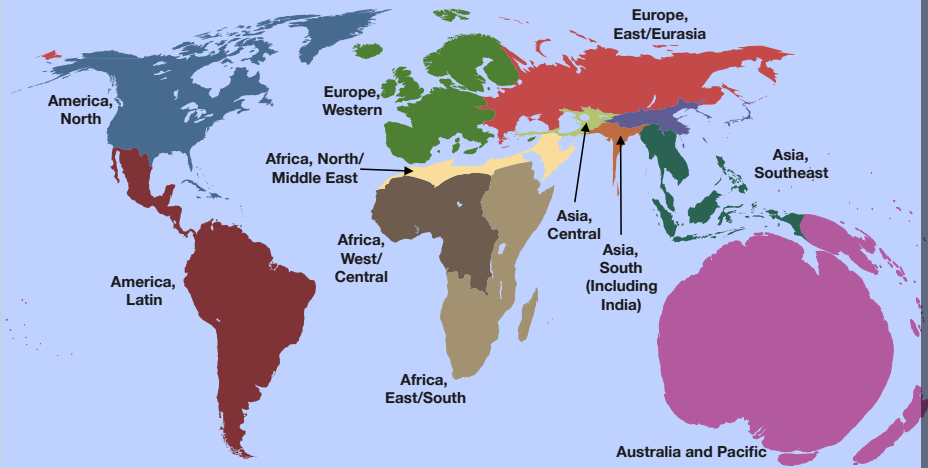 Europe,
East/Eurasia
America,
North
Europe,
Western
Africa, North/
Middle East
Asia,
Southeast
Asia,
Central
Africa,
West/
Central
Asia,
South
(Including
India)
America,
Latin
Africa,
East/South
Australia and Pacific